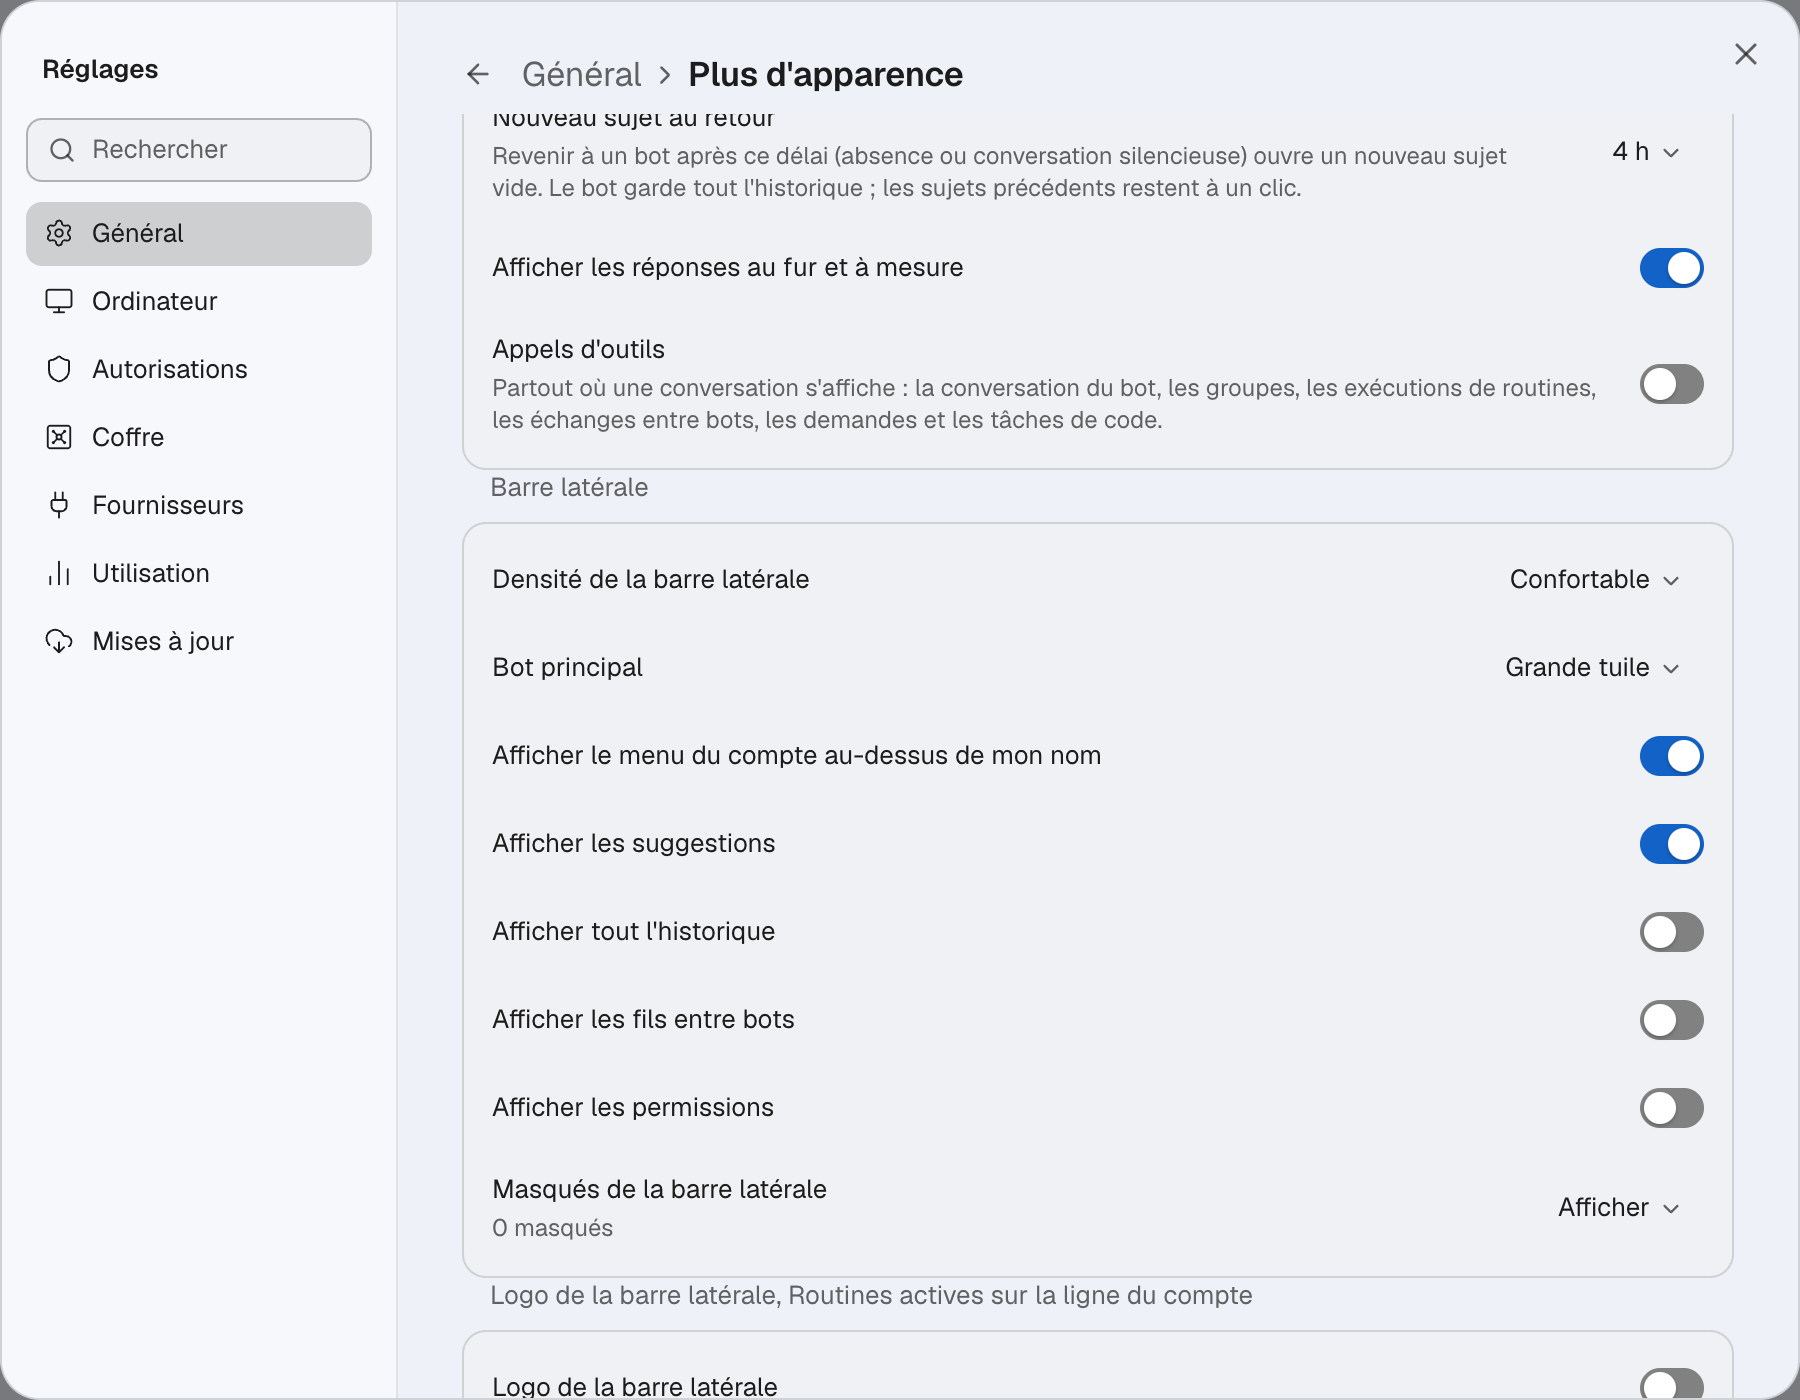 Réglages
Rechercher
Général
Ordinateur
Autorisations
Coffre
Fournisseurs
Utilisation
Mises à jour
Général > Plus d'apparence
Nouveau sujet au retour
Revenir à un bot après ce délai (absence ou conversation silencieuse) ouvre un nouveau sujet
vide. Le bot garde tout l'historique ; les sujets précédents restent à un clic.
4 h
Afficher les réponses au fur et à mesure
Appels d'outils
Partout où une conversation s'affiche : la conversation du bot, les groupes, les exécutions de routines,
les échanges entre bots, les demandes et les tâches de code.
Barre latérale
Densité de la barre latérale
Confortable
Bot principal
Grande tuile
Afficher le menu du compte au-dessus de mon nom
Afficher les suggestions
Afficher tout l'historique
Afficher les fils entre bots
Afficher les permissions
Masqués de la barre latérale
0 masqués
Afficher
Logo de la barre latérale, Routines actives sur la ligne du compte
Logo de la barre latérale